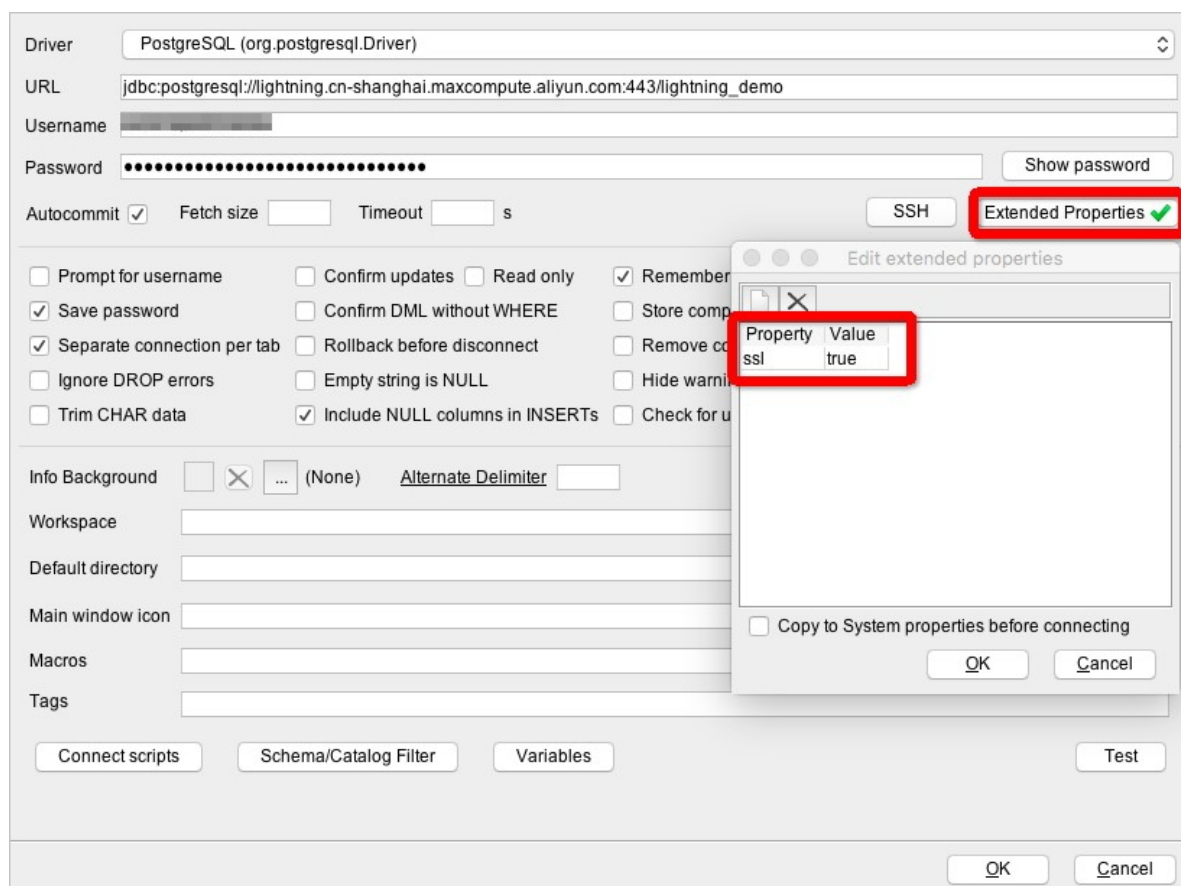 Driver PostgreSQL (org.postgresql.Driver)
URL jdbc:postgresql://lightning.cn-shanghai.maxcompute.aliyun.com:443/lightning_demo
Username
Password •••••••••••••••••••••••••••••• Show password
Autocommit Fetch size Timeout s SSH Extended Properties
Edit extended properties
Prompt for username Confirm updates Read only Remember
Save password Confirm DML without WHERE Store comp
Property Value
Separate connection per tab Rollback before disconnect Remove co
ssl true
Ignore DROP errors Empty string is NULL Hide warni
Trim CHAR data Include NULL columns in INSERTs Check for u
Info Background ... (None) Alternate Delimiter
Workspace
Default directory
Main window icon
Copy to System properties before connecting
Macros
OK Cancel
Tags
Connect scripts Schema/Catalog Filter Variables Test
OK Cancel